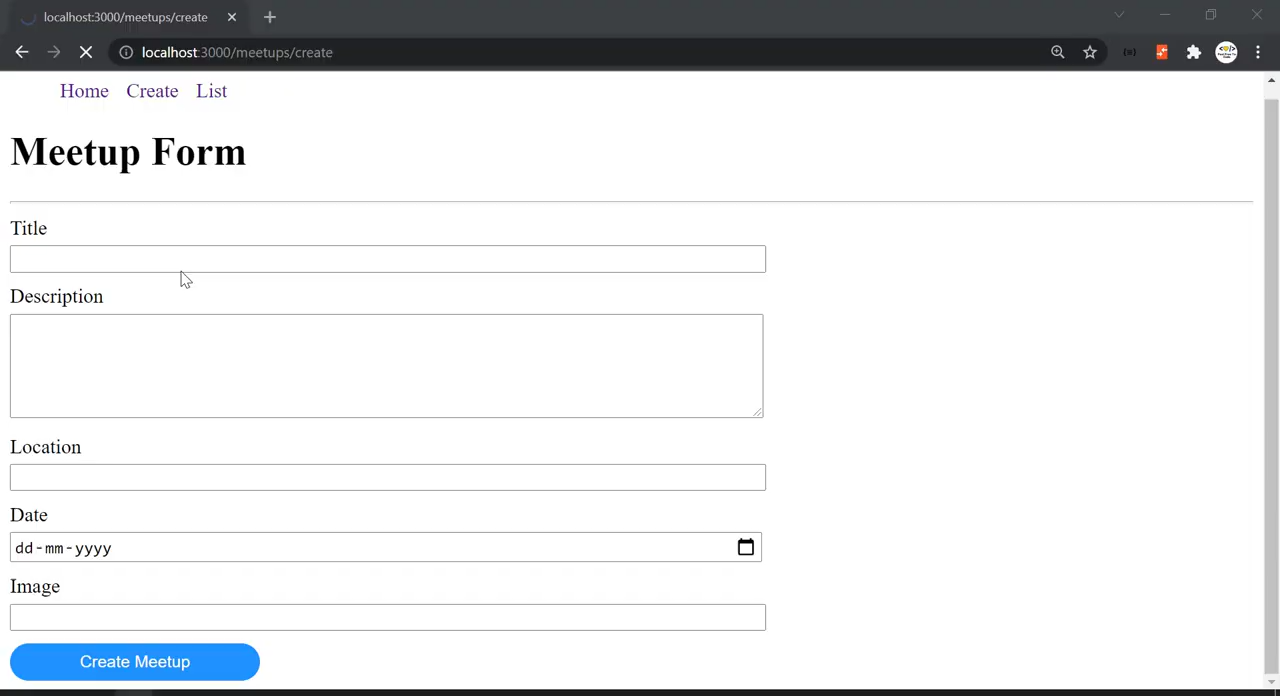 localhost:3000/meetups/create
localhost:3000/meetups/create
Home Create List
Meetup Form
Title
Description
Location
Date
dd-mm-yyyy
Image
Create Meetup